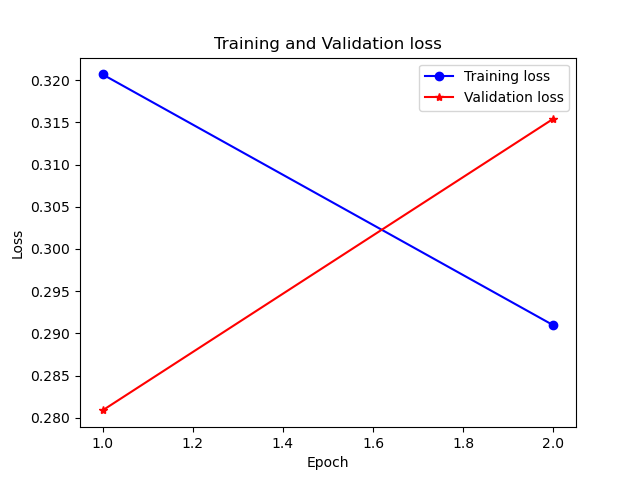 Training and Validation loss
Training loss
Validation loss
0.320
0.315
0.310
0.305
0.300
0.295
0.290
0.285
0.280
Loss
1.0 1.2 1.4 1.6 1.8 2.0
Epoch